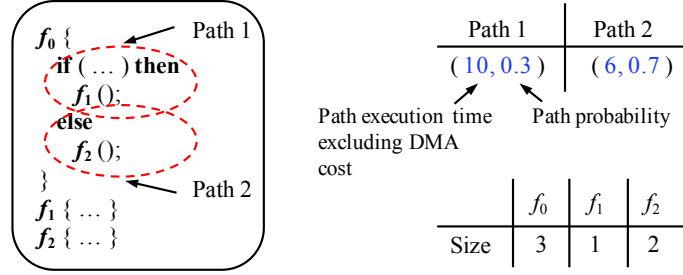 f0 {
Path 1
if ( … ) then
f1 ();
else
f2 ();
}
Path 2
f1 { … }
f2 { … }
Path 1 Path 2
( 10, 0.3 ) ( 6, 0.7 )
Path execution time
excluding DMA
cost
Path probability
f0 f1 f2
Size 3 1 2